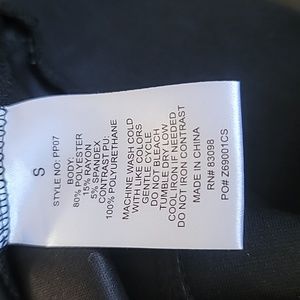 S
STYLE NO: PP07
BODY:
80% POLYESTER
15% RAYON
5% SPANDEX
CONTRAST PU:
100% POLYURETHANE
MACHINE WASH COLD
WITH LIKE COLORS
GENTLE CYCLE
DO NOT BLEACH
TUMBLE DRY LOW
COOL IRON IF NEEDED
DO NOT IRON CONTRAST
MADE IN CHINA
RN# 83098
PO# Z69001CS